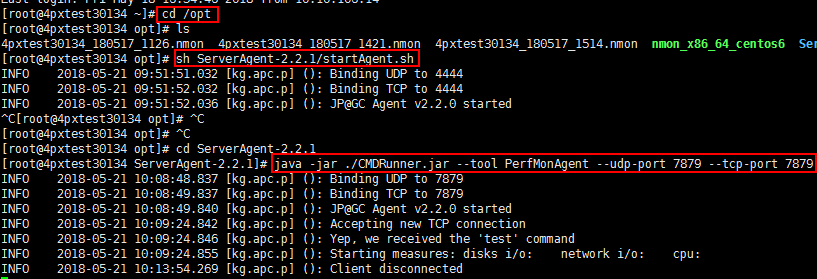 [root@4pxtest30134 ~]# cd /opt
[root@4pxtest30134 opt]# ls
4pxtest30134_180517_1126.nmon  4pxtest30134_180517_1421.nmon  4pxtest30134_180517_1514.nmon  nmon_x86_64_centos6  Ser
[root@4pxtest30134 opt]# sh ServerAgent-2.2.1/startAgent.sh
INFO    2018-05-21 09:51:51.032 [kg.apc.p] (): Binding UDP to 4444
INFO    2018-05-21 09:51:52.032 [kg.apc.p] (): Binding TCP to 4444
INFO    2018-05-21 09:51:52.036 [kg.apc.p] (): JP@GC Agent v2.2.0 started
^C[root@4pxtest30134 opt]# ^C
[root@4pxtest30134 opt]# ^C
[root@4pxtest30134 opt]# cd ServerAgent-2.2.1
[root@4pxtest30134 ServerAgent-2.2.1]# java -jar ./CMDRunner.jar --tool PerfMonAgent --udp-port 7879 --tcp-port 7879
INFO    2018-05-21 10:08:48.837 [kg.apc.p] (): Binding UDP to 7879
INFO    2018-05-21 10:08:49.839 [kg.apc.p] (): Binding TCP to 7879
INFO    2018-05-21 10:08:49.840 [kg.apc.p] (): JP@GC Agent v2.2.0 started
INFO    2018-05-21 10:09:24.842 [kg.apc.p] (): Accepting new TCP connection
INFO    2018-05-21 10:09:24.846 [kg.apc.p] (): Yep, we received the 'test' command
INFO    2018-05-21 10:09:24.855 [kg.apc.p] (): Starting measures: disks i/o:    network i/o:    cpu:
INFO    2018-05-21 10:13:54.269 [kg.apc.p] (): Client disconnected